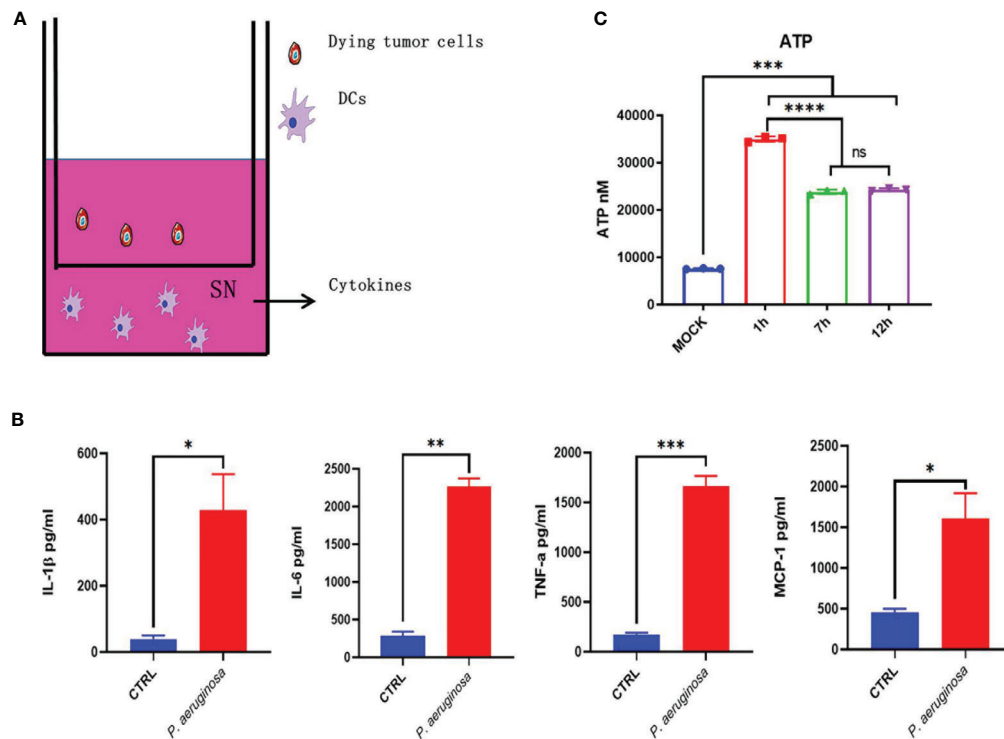 A
Dying tumor cells
DCs
SN
Cytokines
C
ATP
***
****
ns
ATP nM
40000
30000
20000
10000
0
MOCK
1h
7h
12h
B
IL-1β pg/ml
600
400
200
0
*
CTRL
P. aeruginosa
IL-6 pg/ml
2500
2000
1500
1000
500
0
**
CTRL
P. aeruginosa
TNF-a pg/ml
2000
1500
1000
500
0
***
CTRL
P. aeruginosa
MCP-1 pg/ml
2500
2000
1500
1000
500
0
*
CTRL
P. aeruginosa